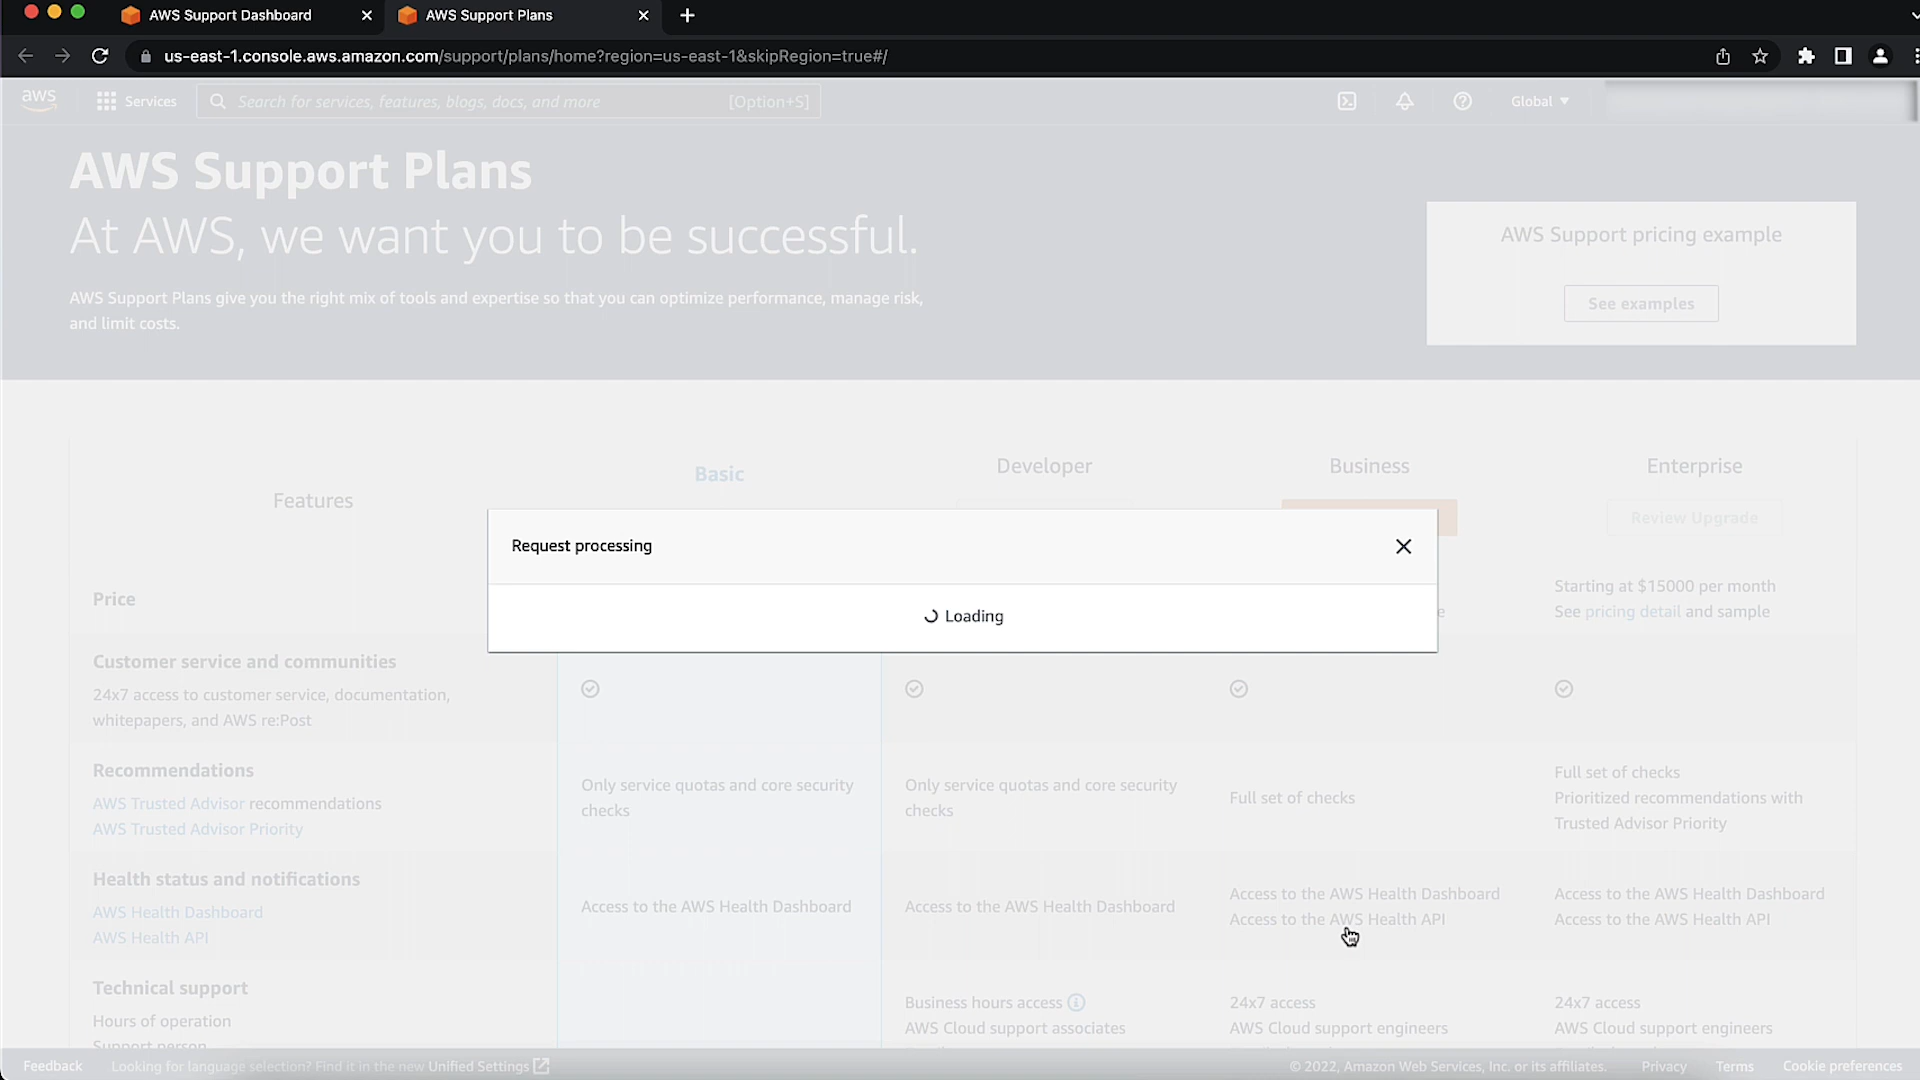 AWS Support Dashboard
AWS Support Plans
us-east-1.console.aws.amazon.com/support/plans/home?region=us-east-1&skipRegion=true#/
aws
Services
Search for services, features, blogs, docs, and more
[Option+S]
Global
AWS Support Plans
At AWS, we want you to be successful.
AWS Support Plans give you the right mix of tools and expertise so that you can optimize performance, manage risk,
and limit costs.
AWS Support pricing example
See examples
Features
Basic
Developer
Business
Enterprise
Review Upgrade
Request processing
Loading
Price
Starting at $15000 per month
See pricing detail and sample
Customer service and communities
24x7 access to customer service, documentation,
whitepapers, and AWS re:Post
Recommendations
AWS Trusted Advisor recommendations
AWS Trusted Advisor Priority
Only service quotas and core security
checks
Only service quotas and core security
checks
Full set of checks
Full set of checks
Prioritized recommendations with
Trusted Advisor Priority
Health status and notifications
AWS Health Dashboard
AWS Health API
Access to the AWS Health Dashboard
Access to the AWS Health Dashboard
Access to the AWS Health Dashboard
Access to the AWS Health API
Access to the AWS Health Dashboard
Access to the AWS Health API
Technical support
Hours of operation
Support person
Business hours access
AWS Cloud support associates
24x7 access
AWS Cloud support engineers
24x7 access
AWS Cloud support engineers
Feedback
Looking for language selection? Find it in the new Unified Settings
© 2022, Amazon Web Services, Inc. or its affiliates.
Privacy
Terms
Cookie preferences